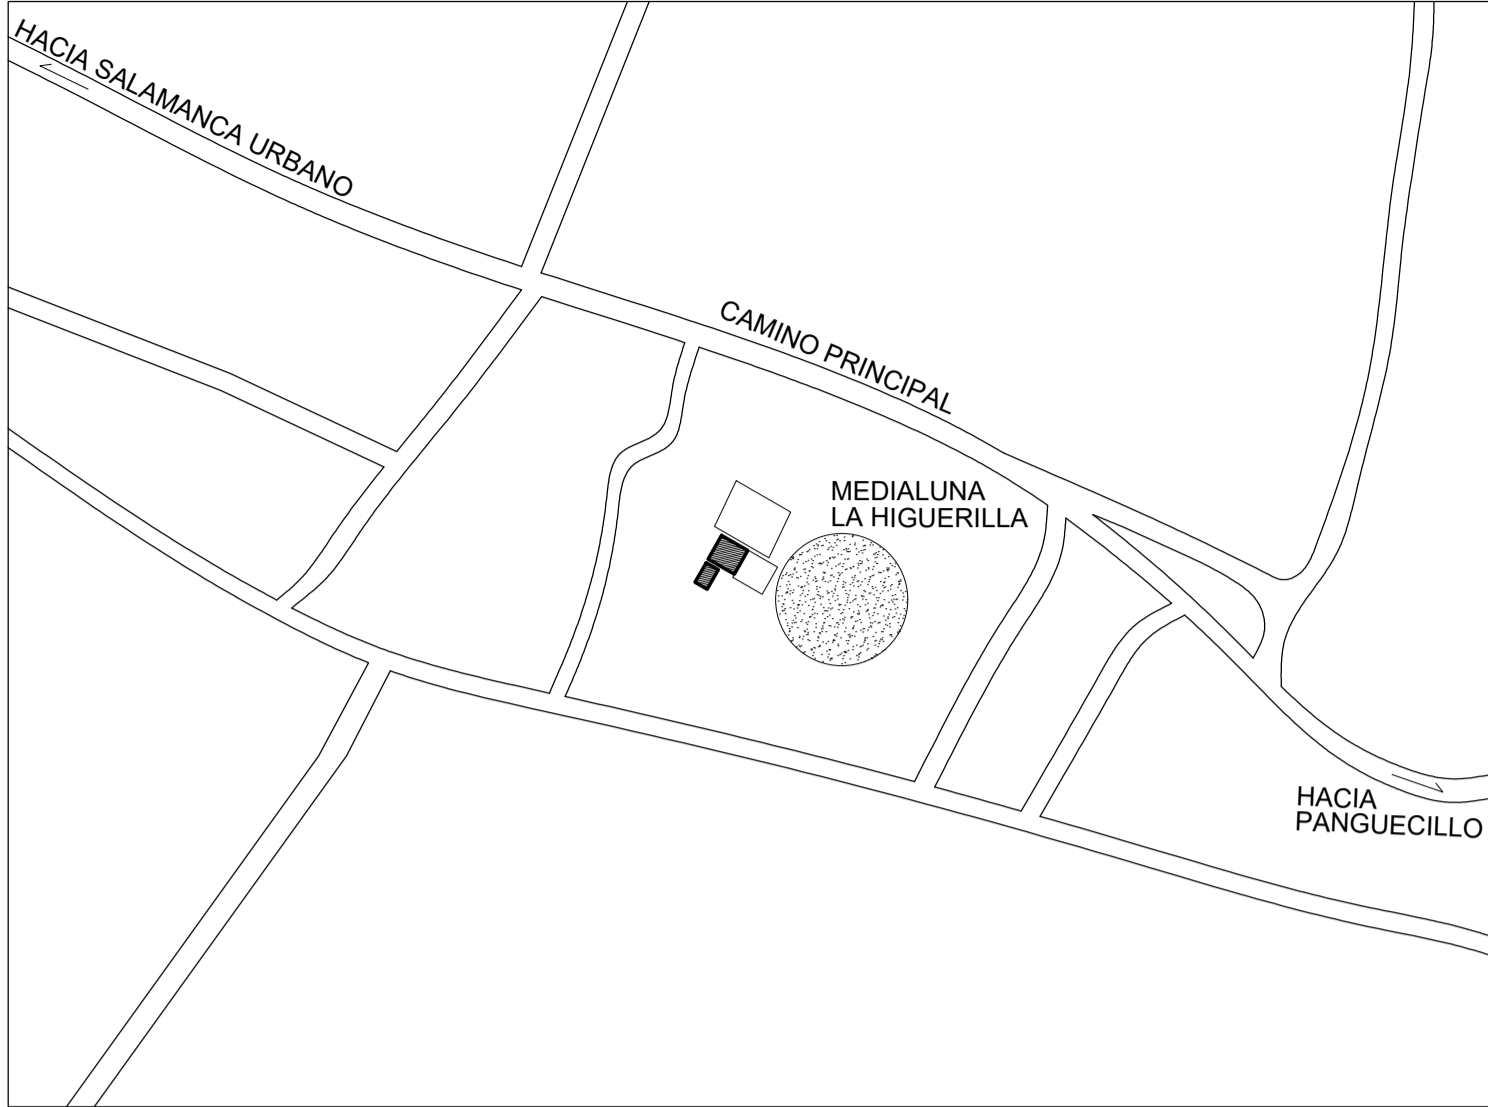 HACIA SALAMANCA URBANO
CAMINO PRINCIPAL
MEDIALUNA
LA HIGUERILLA
HACIA
PANGUECILLO